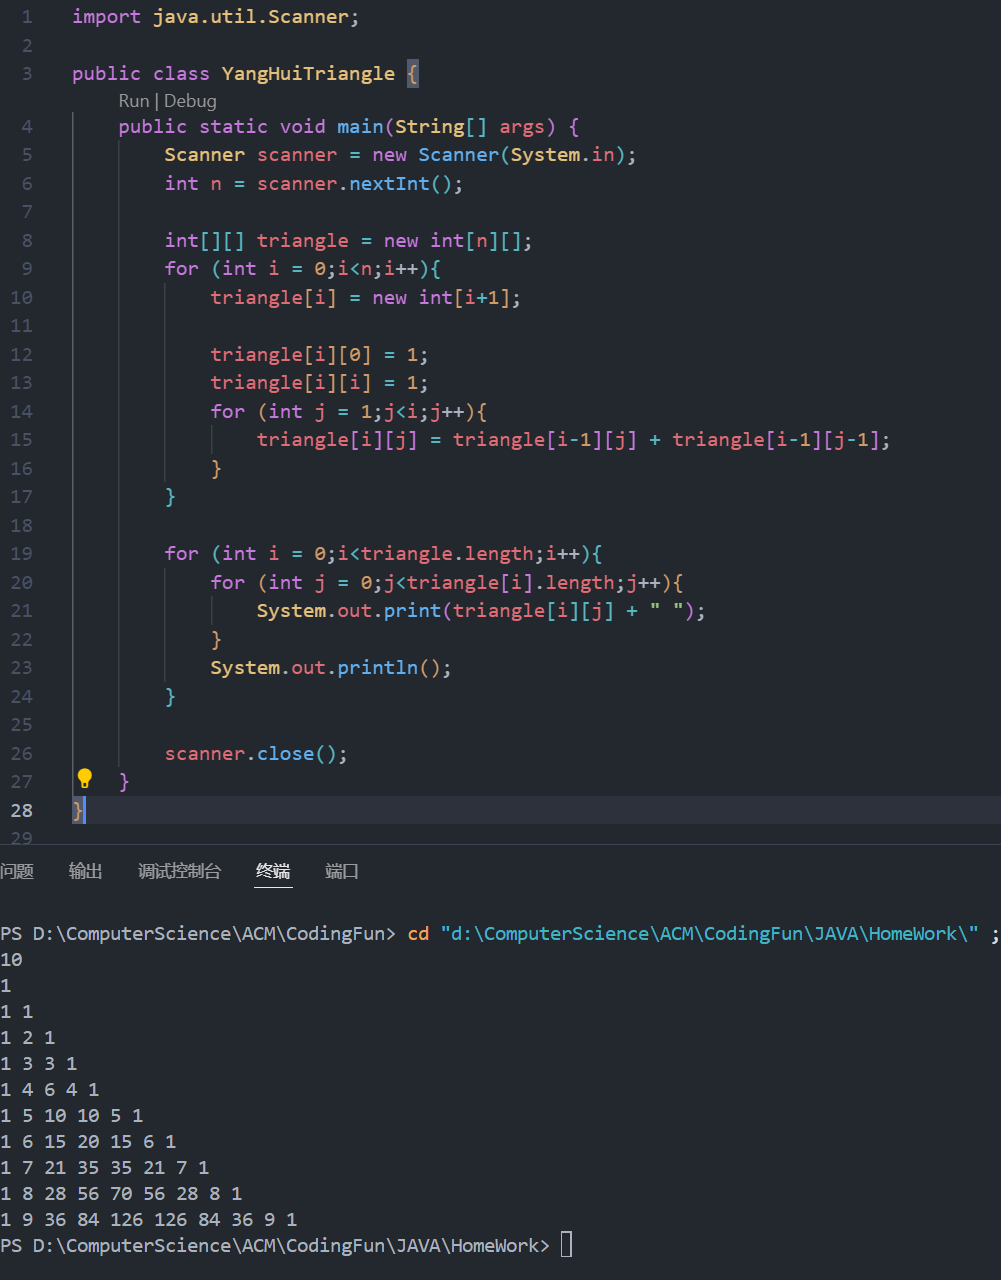 1 import java.util.Scanner;
2
3 public class YangHuiTriangle {
Run | Debug
4 public static void main(String[] args) {
5 Scanner scanner = new Scanner(System.in);
6 int n = scanner.nextInt();
7
8 int[][] triangle = new int[n][];
9 for (int i = 0;i<n;i++){
10 triangle[i] = new int[i+1];
11
12 triangle[i][0] = 1;
13 triangle[i][i] = 1;
14 for (int j = 1;j<i;j++){
15 triangle[i][j] = triangle[i-1][j] + triangle[i-1][j-1];
16 }
17 }
18
19 for (int i = 0;i<triangle.length;i++){
20 for (int j = 0;j<triangle[i].length;j++){
21 System.out.print(triangle[i][j] + " ");
22 }
23 System.out.println();
24 }
25
26 scanner.close();
27 }
28 }
29
问题 输出 调试控制台 终端 端口
PS D:\ComputerScience\ACM\CodingFun> cd "d:\ComputerScience\ACM\CodingFun\JAVA\HomeWork\" ;
10
1
1 1
1 2 1
1 3 3 1
1 4 6 4 1
1 5 10 10 5 1
1 6 15 20 15 6 1
1 7 21 35 35 21 7 1
1 8 28 56 70 56 28 8 1
1 9 36 84 126 126 84 36 9 1
PS D:\ComputerScience\ACM\CodingFun\JAVA\HomeWork>